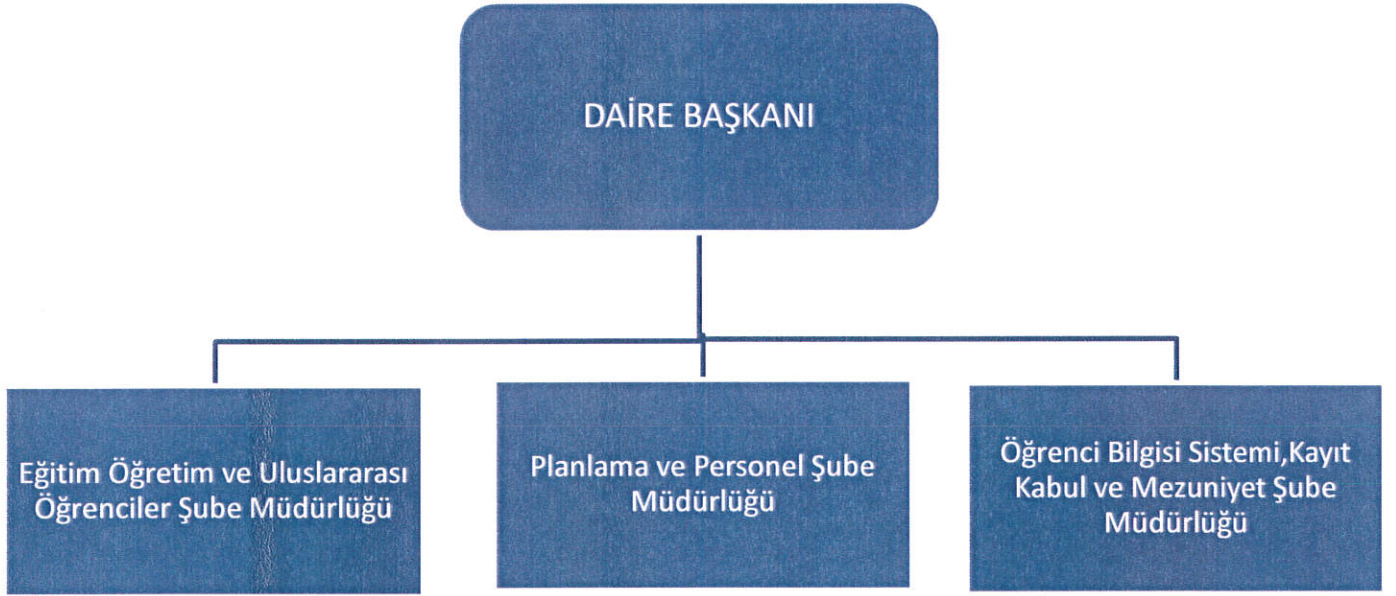 DAİRE BAŞKANI
Eğitim Öğretim ve Uluslararası
Öğrenciler Şube Müdürlüğü
Planlama ve Personel Şube
Müdürlüğü
Öğrenci Bilgisi Sistemi,Kayıt
Kabul ve Mezuniyet Şube
Müdürlüğü